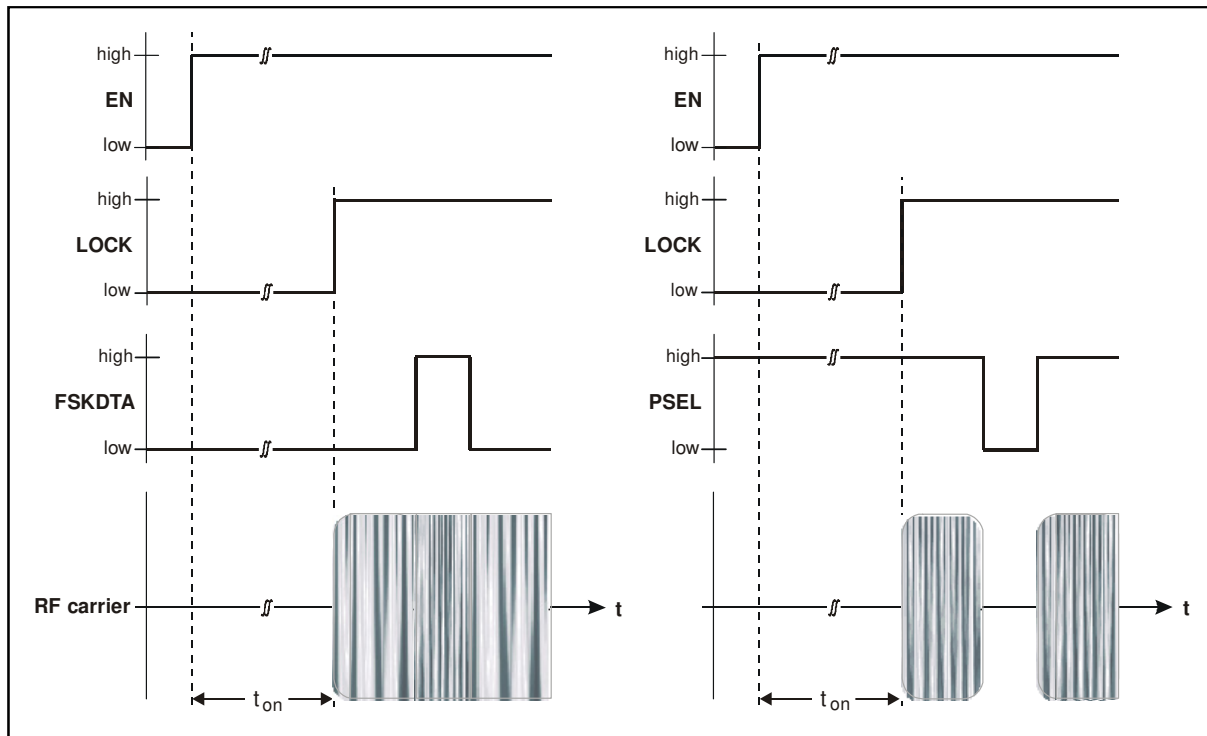 high
EN
low
high
LOCK
low
high
FSKDTA
low
RF carrier
t
t on
high
EN
low
high
LOCK
low
high
PSEL
low
t
t on